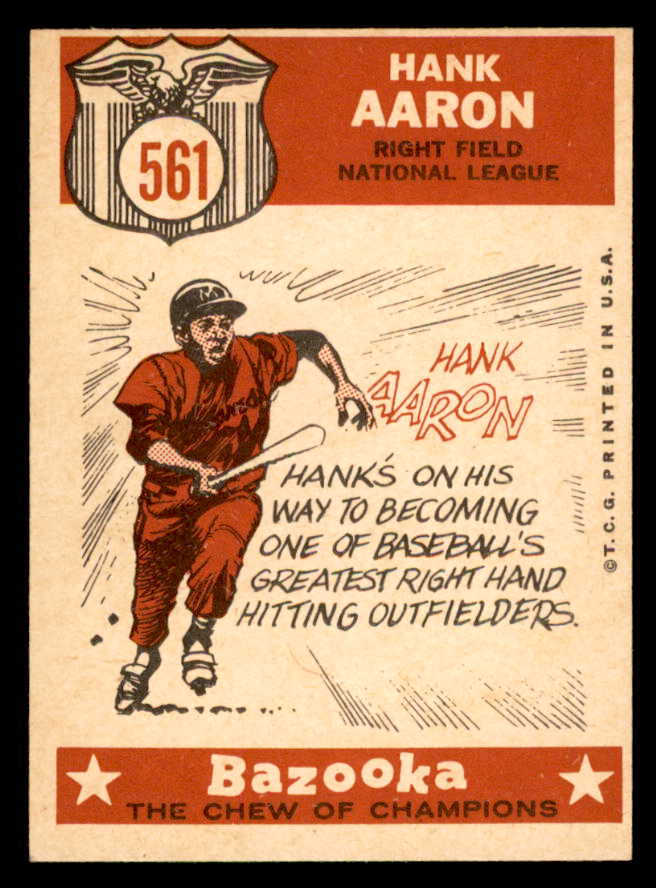 561
HANK
AARON
RIGHT FIELD
NATIONAL LEAGUE
M
HANK
AARON
HANK'S ON HIS
WAY TO BECOMING
ONE OF BASEBALL'S
GREATEST RIGHT HAND
HITTING OUTFIELDERS.
©T.C.G. PRINTED IN U.S.A.
Bazooka
THE CHEW OF CHAMPIONS